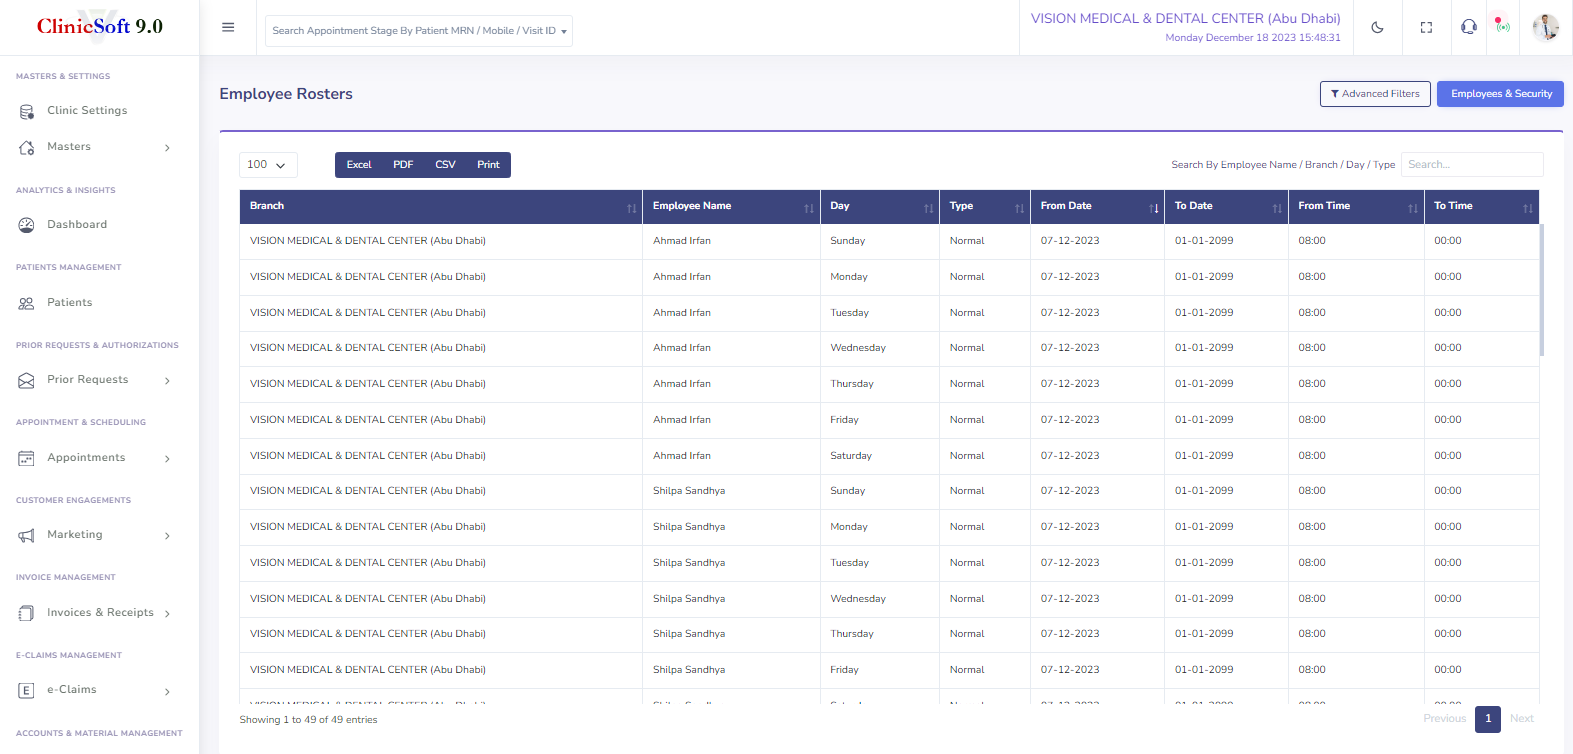 ClinicSoft 9.0
Search Appointment Stage By Patient MRN / Mobile / Visit ID
VISION MEDICAL & DENTAL CENTER (Abu Dhabi)
Monday December 18 2023 15:48:31
MASTERS & SETTINGS
Clinic Settings
Masters
ANALYTICS & INSIGHTS
Dashboard
PATIENTS MANAGEMENT
Patients
PRIOR REQUESTS & AUTHORIZATIONS
Prior Requests
APPOINTMENT & SCHEDULING
Appointments
CUSTOMER ENGAGEMENTS
Marketing
INVOICE MANAGEMENT
Invoices & Receipts
E-CLAIMS MANAGEMENT
E
e-Claims
ACCOUNTS & MATERIAL MANAGEMENT
Employee Rosters
Advanced Filters
Employees & Security
100
Excel PDF CSV Print
Search By Employee Name / Branch / Day / Type Search...
Branch Employee Name Day Type From Date To Date From Time To Time
VISION MEDICAL & DENTAL CENTER (Abu Dhabi) Ahmad Irfan Sunday Normal 07-12-2023 01-01-2099 08:00 00:00
VISION MEDICAL & DENTAL CENTER (Abu Dhabi) Ahmad Irfan Monday Normal 07-12-2023 01-01-2099 08:00 00:00
VISION MEDICAL & DENTAL CENTER (Abu Dhabi) Ahmad Irfan Tuesday Normal 07-12-2023 01-01-2099 08:00 00:00
VISION MEDICAL & DENTAL CENTER (Abu Dhabi) Ahmad Irfan Wednesday Normal 07-12-2023 01-01-2099 08:00 00:00
VISION MEDICAL & DENTAL CENTER (Abu Dhabi) Ahmad Irfan Thursday Normal 07-12-2023 01-01-2099 08:00 00:00
VISION MEDICAL & DENTAL CENTER (Abu Dhabi) Ahmad Irfan Friday Normal 07-12-2023 01-01-2099 08:00 00:00
VISION MEDICAL & DENTAL CENTER (Abu Dhabi) Ahmad Irfan Saturday Normal 07-12-2023 01-01-2099 08:00 00:00
VISION MEDICAL & DENTAL CENTER (Abu Dhabi) Shilpa Sandhya Sunday Normal 07-12-2023 01-01-2099 08:00 00:00
VISION MEDICAL & DENTAL CENTER (Abu Dhabi) Shilpa Sandhya Monday Normal 07-12-2023 01-01-2099 08:00 00:00
VISION MEDICAL & DENTAL CENTER (Abu Dhabi) Shilpa Sandhya Tuesday Normal 07-12-2023 01-01-2099 08:00 00:00
VISION MEDICAL & DENTAL CENTER (Abu Dhabi) Shilpa Sandhya Wednesday Normal 07-12-2023 01-01-2099 08:00 00:00
VISION MEDICAL & DENTAL CENTER (Abu Dhabi) Shilpa Sandhya Thursday Normal 07-12-2023 01-01-2099 08:00 00:00
VISION MEDICAL & DENTAL CENTER (Abu Dhabi) Shilpa Sandhya Friday Normal 07-12-2023 01-01-2099 08:00 00:00
Showing 1 to 49 of 49 entries
Previous 1 Next